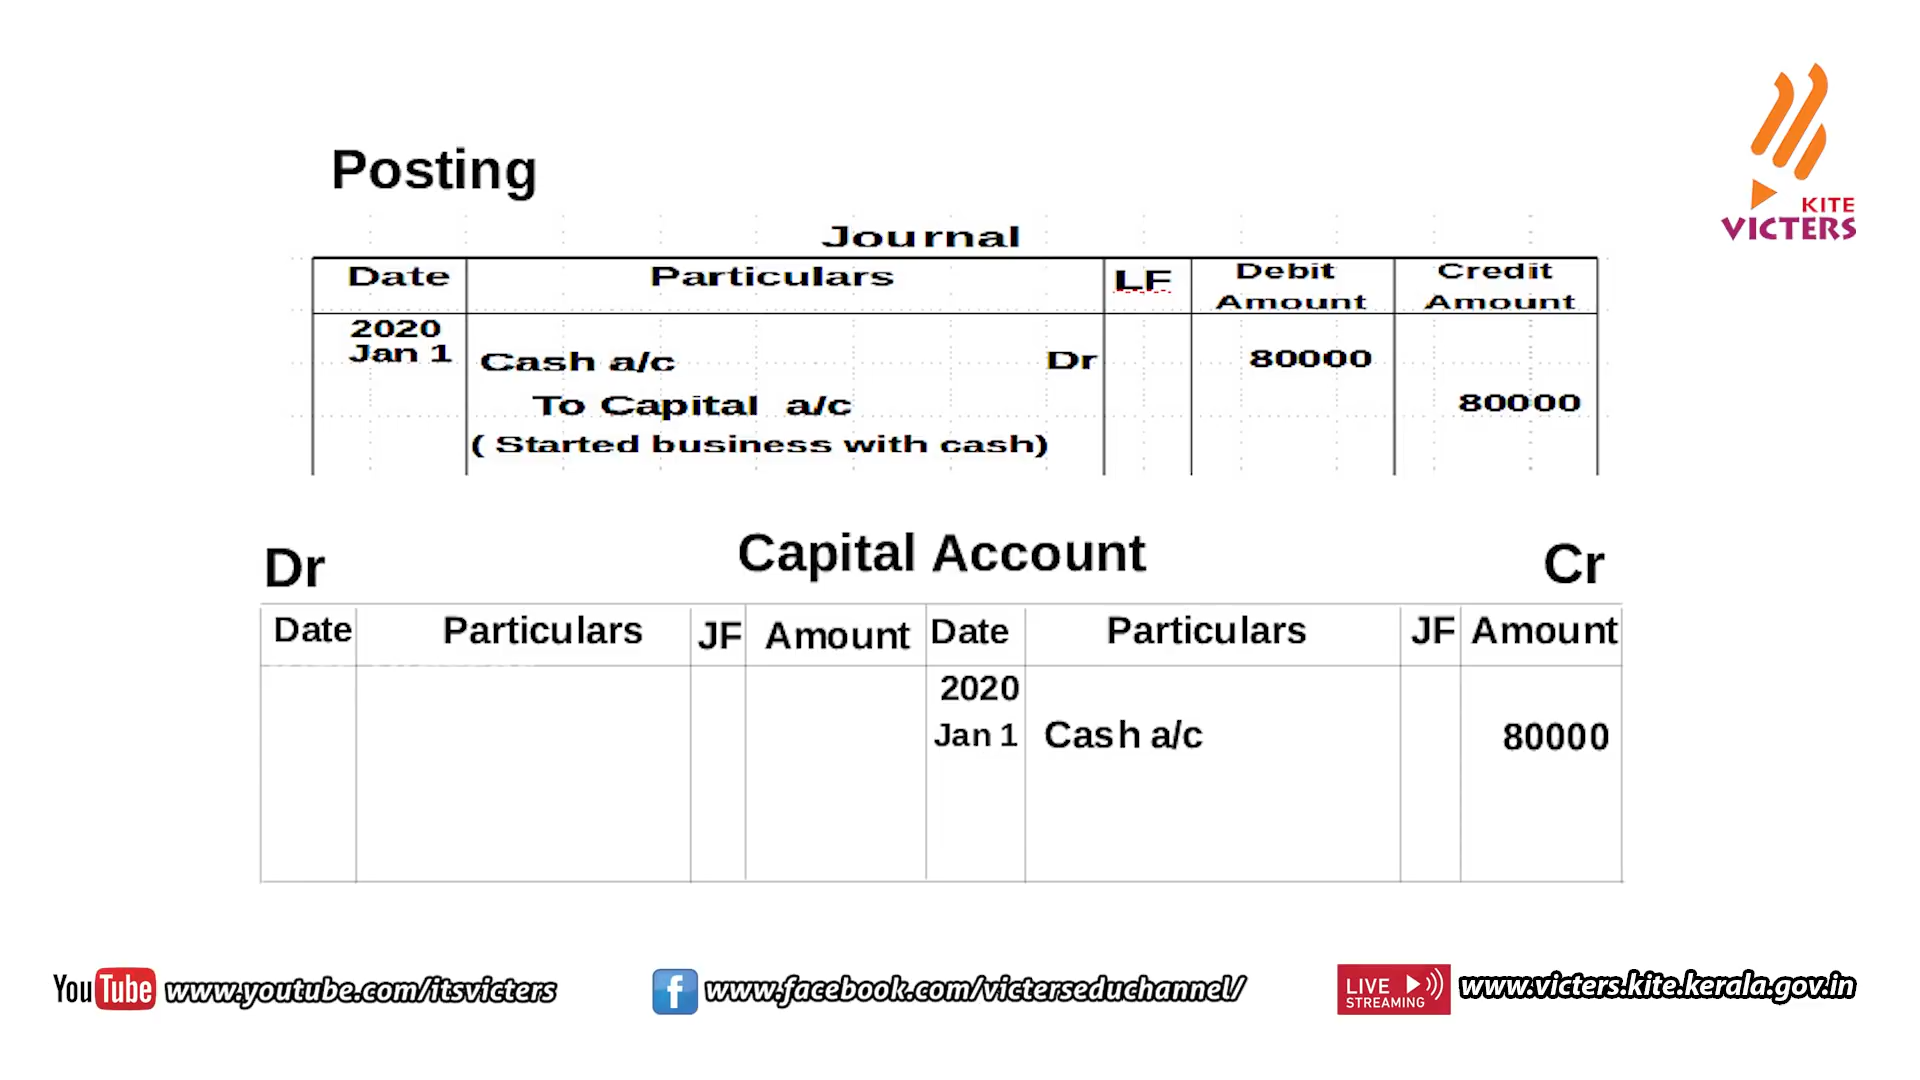 Posting
KITE
VICTERS
Journal
Date Particulars LF Debit Amount Credit Amount
2020
Jan 1 Cash a/c Dr 80000
To Capital a/c 80000
( Started business with cash)
Dr Capital Account Cr
Date Particulars JF Amount Date Particulars JF Amount
2020
Jan 1 Cash a/c 80000
YouTube www.youtube.com/itsvicters
f www.facebook.com/victerseduchannel/
LIVE STREAMING www.victers.kite.kerala.gov.in